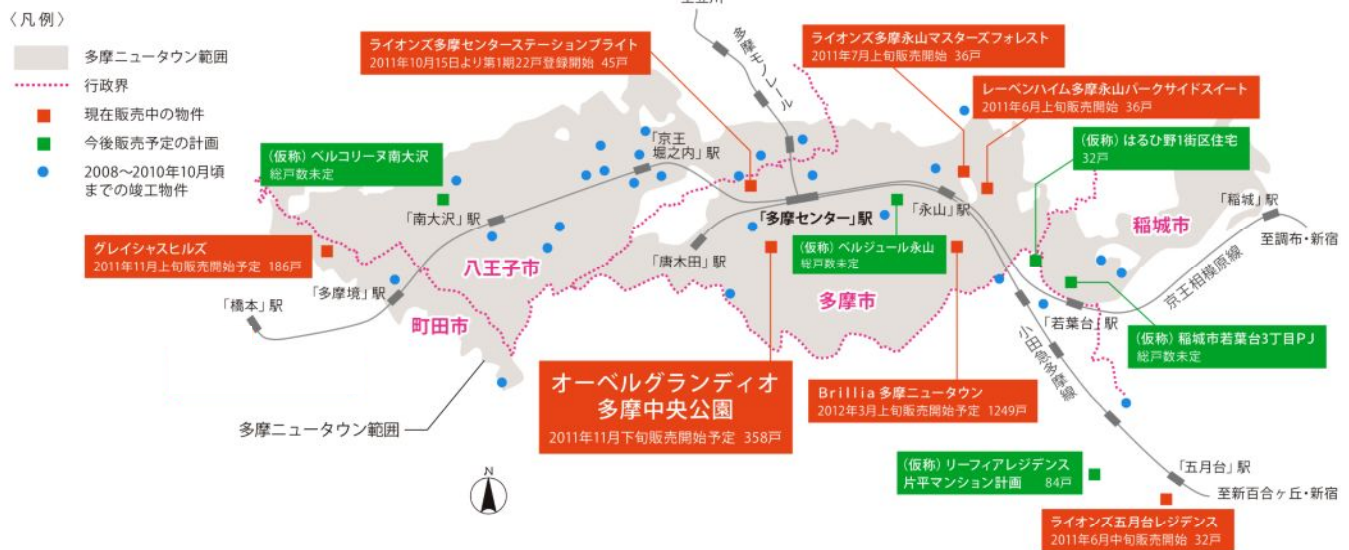 〈凡例〉
多摩ニュータウン範囲
行政界
現在販売中の物件
今後販売予定の計画
2008〜2010年10月頃
までの竣工物件
多摩モノレール
ライオンズ多摩センターステーションブライト
2011年10月15日より第1期22戸登録開始 45戸
ライオンズ多摩永山マスターズフォレスト
2011年7月上旬販売開始 36戸
レーベンハイム多摩永山パークサイドスイート
2011年6月上旬販売開始 36戸
(仮称) はるひ野1街区住宅
32戸
(仮称) ベルコリーヌ南大沢
総戸数未定
「京王
堀之内」駅
「南大沢」駅
「多摩センター」駅
「永山」駅
「稲城」駅
至調布・新宿
稲城市
京王相模原線
グレイシャスヒルズ
2011年11月上旬販売開始予定 186戸
「唐木田」駅
(仮称) ベルジュール永山
総戸数未定
八王子市
「多摩境」駅
「橋本」駅
町田市
多摩市
「若葉台」駅
(仮称) 稲城市若葉台3丁目PJ
総戸数未定
小田急多摩線
オーベルグランディオ
多摩中央公園
2011年11月下旬販売開始予定 358戸
Brillia 多摩ニュータウン
2012年3月上旬販売開始予定 1249戸
多摩ニュータウン範囲
N
(仮称) リーフィアレジデンス
片平マンション計画 84戸
「五月台」駅
至新百合ヶ丘・新宿
ライオンズ五月台レジデンス
2011年6月中旬販売開始 32戸